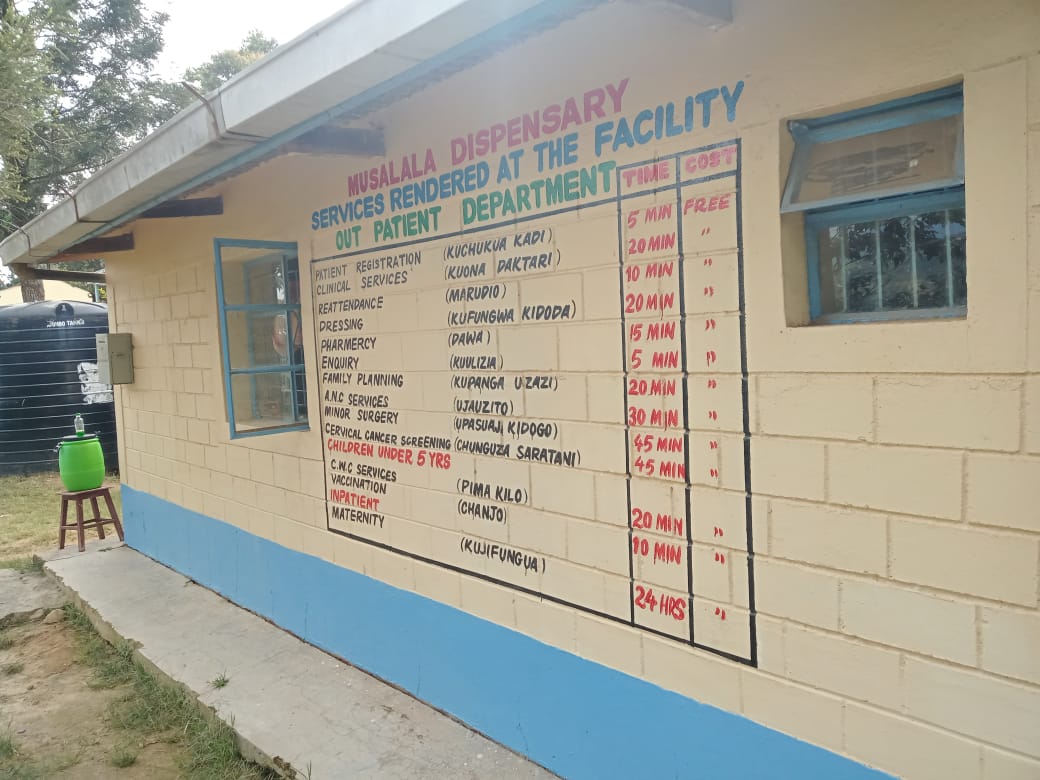 MUSALALA DISPENSARY
SERVICES RENDERED AT THE FACILITY
OUT PATIENT DEPARTMENT TIME COST
PATIENT REGISTRATION (KUCHUKUA KADI) 5 MIN FREE
CLINICAL SERVICES (KUONA DAKTARI) 20 MIN "
REATTENDANCE (MARUDIO) 10 MIN "
DRESSING (KUFUNGWA KIDODA) 20 MIN "
PHARMERCY (DAWA) 15 MIN "
ENQUIRY (KUULIZIA) 5 MIN "
FAMILY PLANNING (KUPANGA UZAZI) 20 MIN "
A.N.C SERVICES (UJAUZITO) 30 MIN "
MINOR SURGERY (UPASUAJI KIDOGO) 45 MIN "
CERVICAL CANCER SCREENING (CHUNGUZA SARATANI) 45 MIN "
CHILDREN UNDER 5 YRS
C.W.C SERVICES (PIMA KILO) 20 MIN "
VACCINATION (CHANJO) 10 MIN "
INPATIENT
MATERNITY (KUJIFUNGUA) 24 HRS "